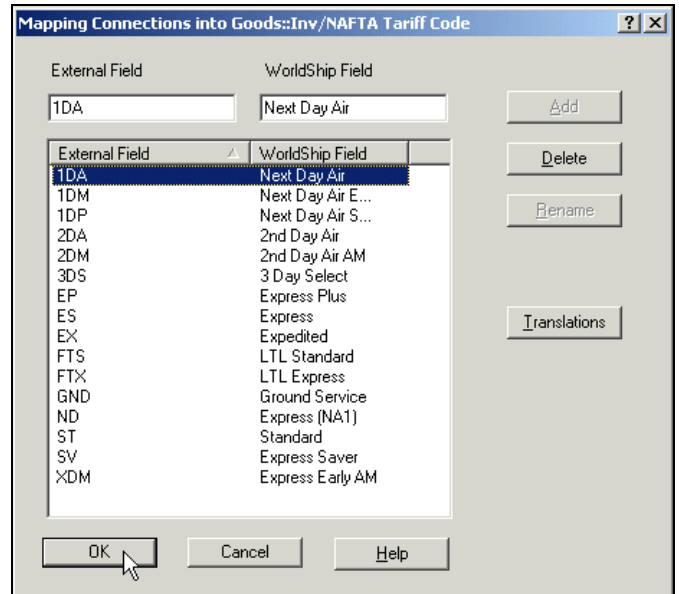 Mapping Connections into Goods::Inv/NAFTA Tariff Code ? X
External Field WorldShip Field
1DA Next Day Air Add
External Field WorldShip Field Delete
1DA Next Day Air
1DM Next Day Air E...
1DP Next Day Air S... Rename
2DA 2nd Day Air
2DM 2nd Day Air AM
3DS 3 Day Select
EP Express Plus
ES Express Translations
EX Expedited
FTS LTL Standard
FTX LTL Express
GND Ground Service
ND Express (NA1)
ST Standard
SV Express Saver
XDM Express Early AM
OK Cancel Help